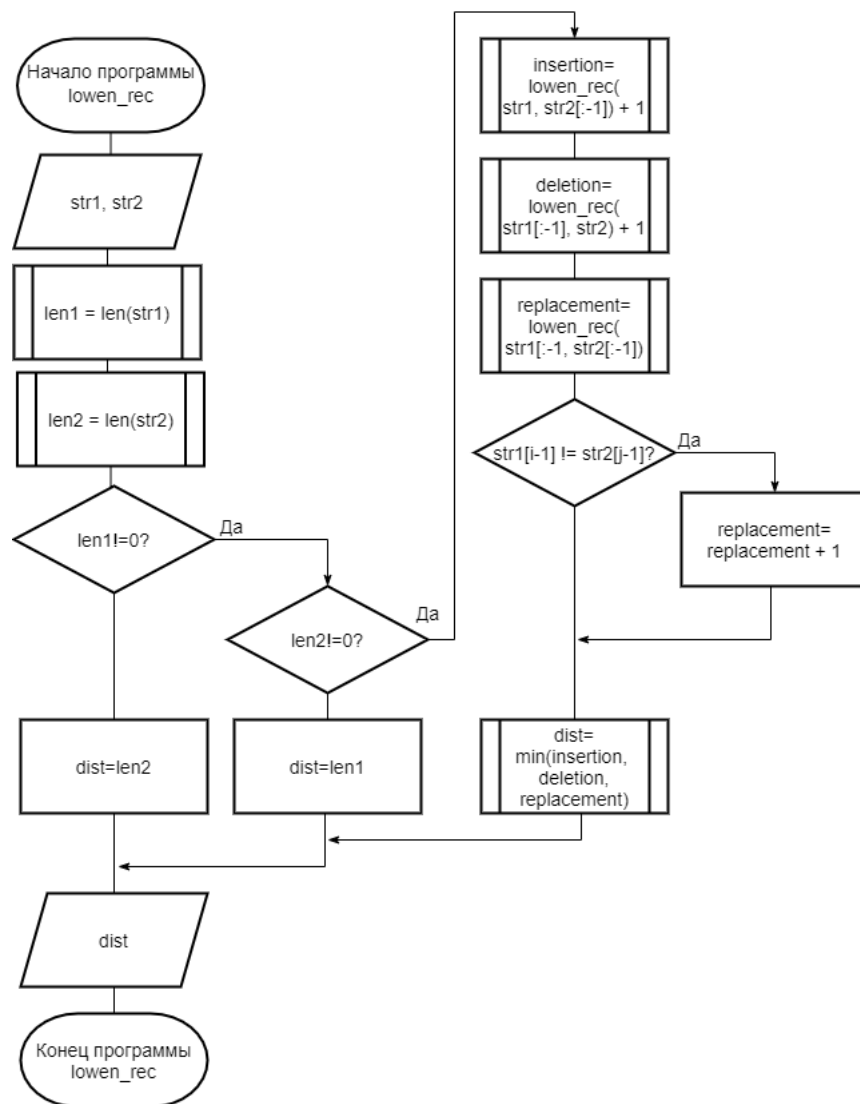 Начало программы
lowen_rec
str1, str2
len1 = len(str1)
len2 = len(str2)
len1!=0?
Да
len2!=0?
Да
insertion=
lowen_rec(
str1, str2[:-1]) + 1
deletion=
lowen_rec(
str1[:-1], str2) + 1
replacement=
lowen_rec(
str1[:-1, str2[:-1])
str1[i-1] != str2[j-1]?
Да
replacement=
replacement + 1
dist=len2
dist=len1
dist=
min(insertion,
deletion,
replacement)
dist
Конец программы
lowen_rec